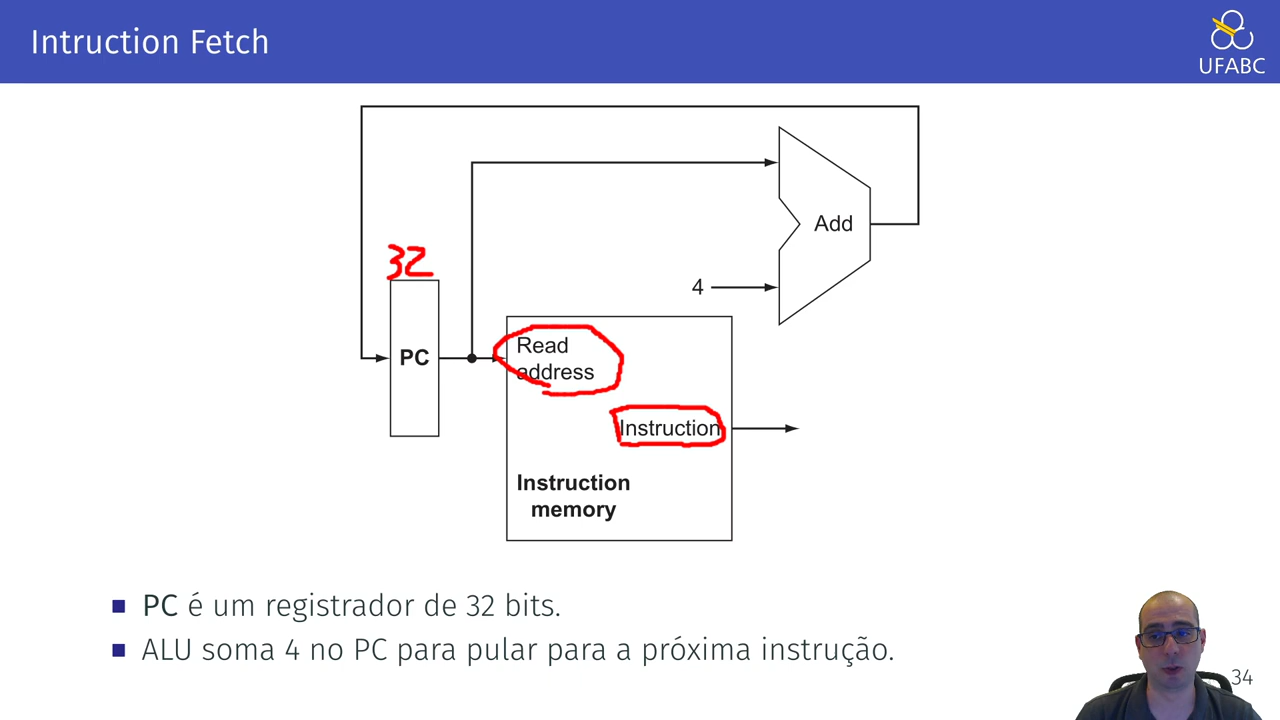 Intruction Fetch
UFABC
Add
32
4
PC
Read
address
Instruction
Instruction
memory
PC é um registrador de 32 bits.
ALU soma 4 no PC para pular para a próxima instrução.
34